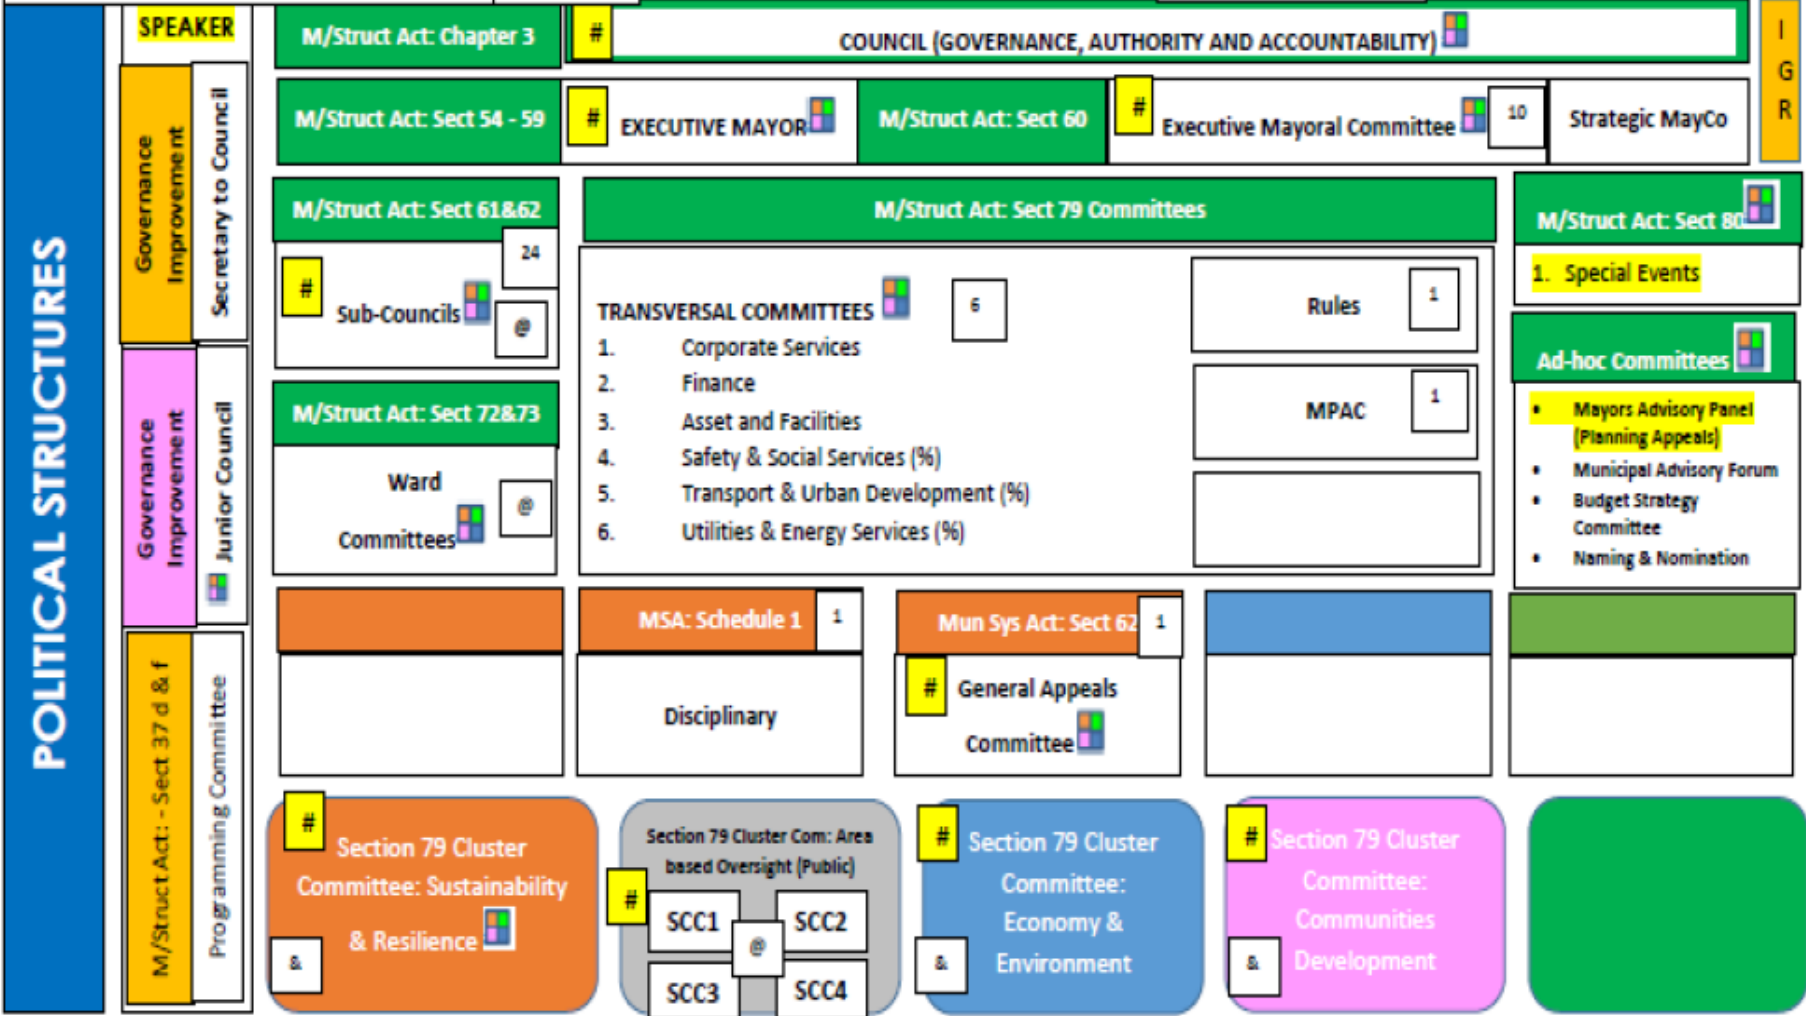 POLITICAL STRUCTURES
SPEAKER
Governance
Improvement
Secretary to Council
Governance
Improvement
Junior Council
M/Struct Act: - Sect 37 d & f
Programming Committee
M/Struct Act: Chapter 3
#
COUNCIL (GOVERNANCE, AUTHORITY AND ACCOUNTABILITY)
I
G
R
M/Struct Act: Sect 54 - 59
#
EXECUTIVE MAYOR
M/Struct Act: Sect 60
#
Executive Mayoral Committee
10
Strategic MayCo
M/Struct Act: Sect 61&62
24
#
Sub-Councils
@
M/Struct Act: Sect 72&73
Ward
Committees
@
M/Struct Act: Sect 79 Committees
TRANSVERSAL COMMITTEES
6
1. Corporate Services
2. Finance
3. Asset and Facilities
4. Safety & Social Services (%)
5. Transport & Urban Development (%)
6. Utilities & Energy Services (%)
Rules
1
MPAC
1
M/Struct Act: Sect 80
1. Special Events
Ad-hoc Committees
• Mayors Advisory Panel
(Planning Appeals)
• Municipal Advisory Forum
• Budget Strategy
Committee
• Naming & Nomination
MSA: Schedule 1
1
Disciplinary
Mun Sys Act: Sect 62
1
#
General Appeals
Committee
#
Section 79 Cluster
Committee: Sustainability
& Resilience
&
Section 79 Cluster Com: Area
based Oversight (Public)
#
SCC1
SCC2
@
SCC3
SCC4
#
Section 79 Cluster
Committee:
Economy &
Environment
&
#
Section 79 Cluster
Committee:
Communities
Development
&